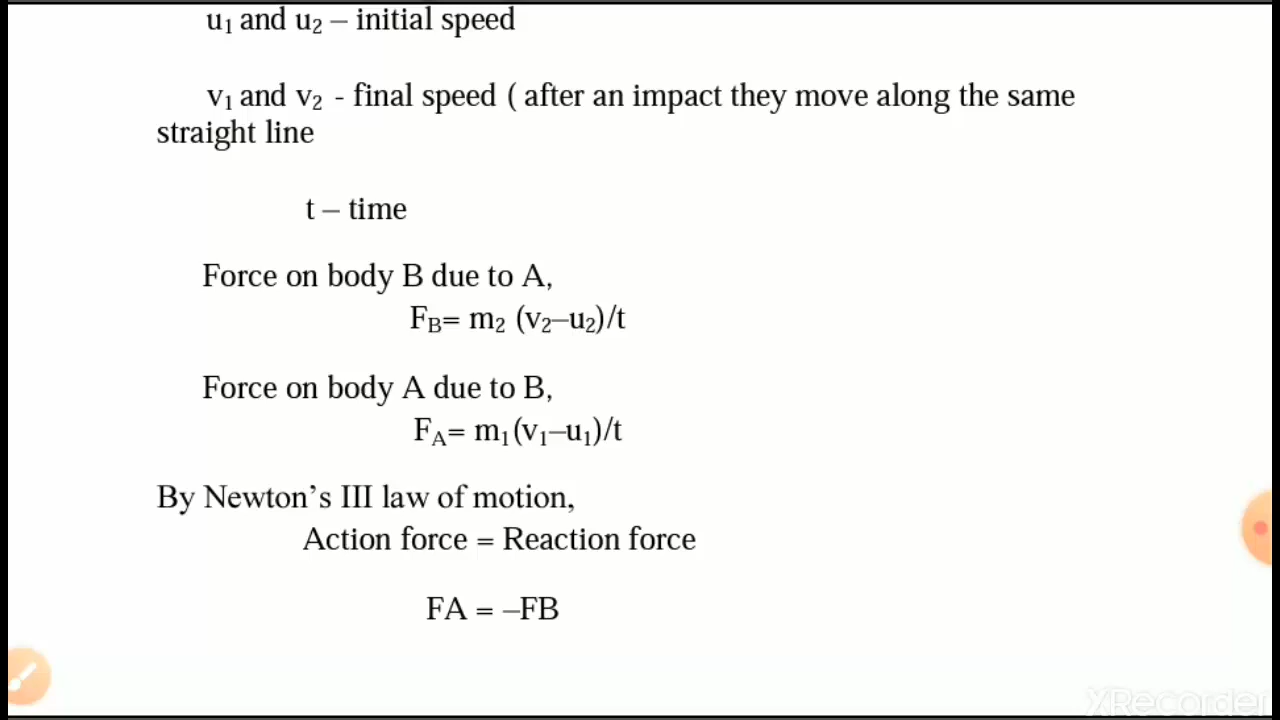 u₁ and u₂ – initial speed
v₁ and v₂ - final speed ( after an impact they move along the same
straight line
t – time
Force on body B due to A,
F_B= m₂ (v₂–u₂)/t
Force on body A due to B,
F_A= m₁(v₁–u₁)/t
By Newton’s III law of motion,
Action force = Reaction force
FA = –FB
XRecorder